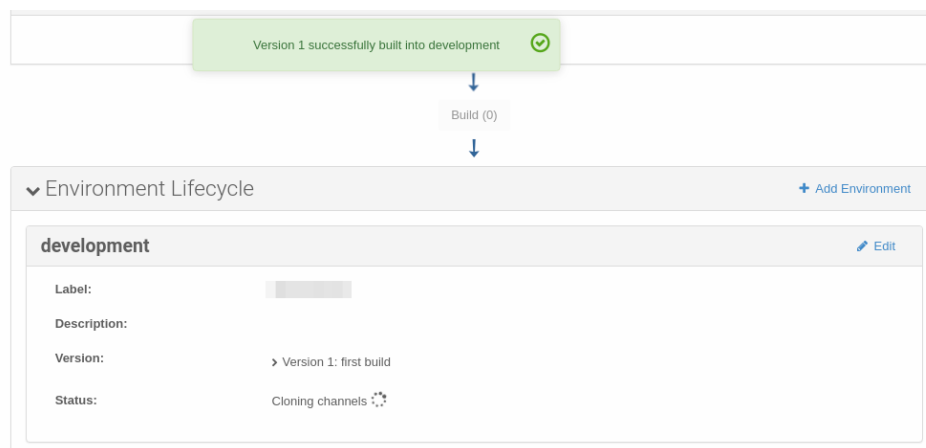 Version 1 successfully built into development
Build (0)
Environment Lifecycle
Add Environment
development
Edit
Label:
Description:
Version:
Version 1: first build
Status:
Cloning channels